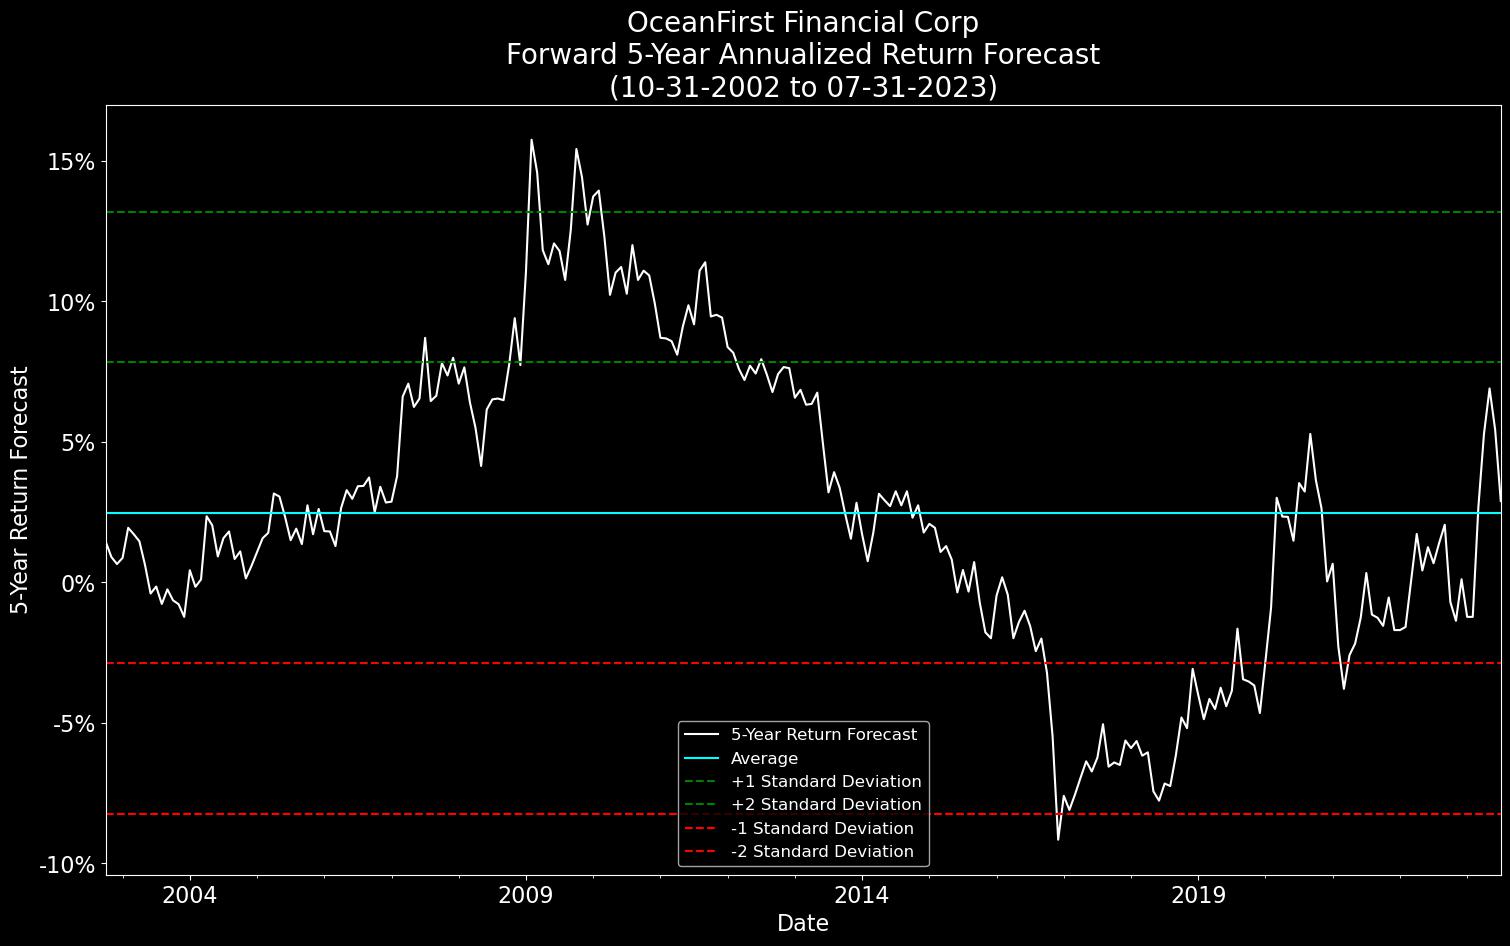 OceanFirst Financial Corp
Forward 5-Year Annualized Return Forecast
(10-31-2002 to 07-31-2023)
5-Year Return Forecast
15%
10%
5%
0%
-5%
-10%
5-Year Return Forecast
Average
+1 Standard Deviation
+2 Standard Deviation
-1 Standard Deviation
-2 Standard Deviation
2004 2009 2014 2019
Date